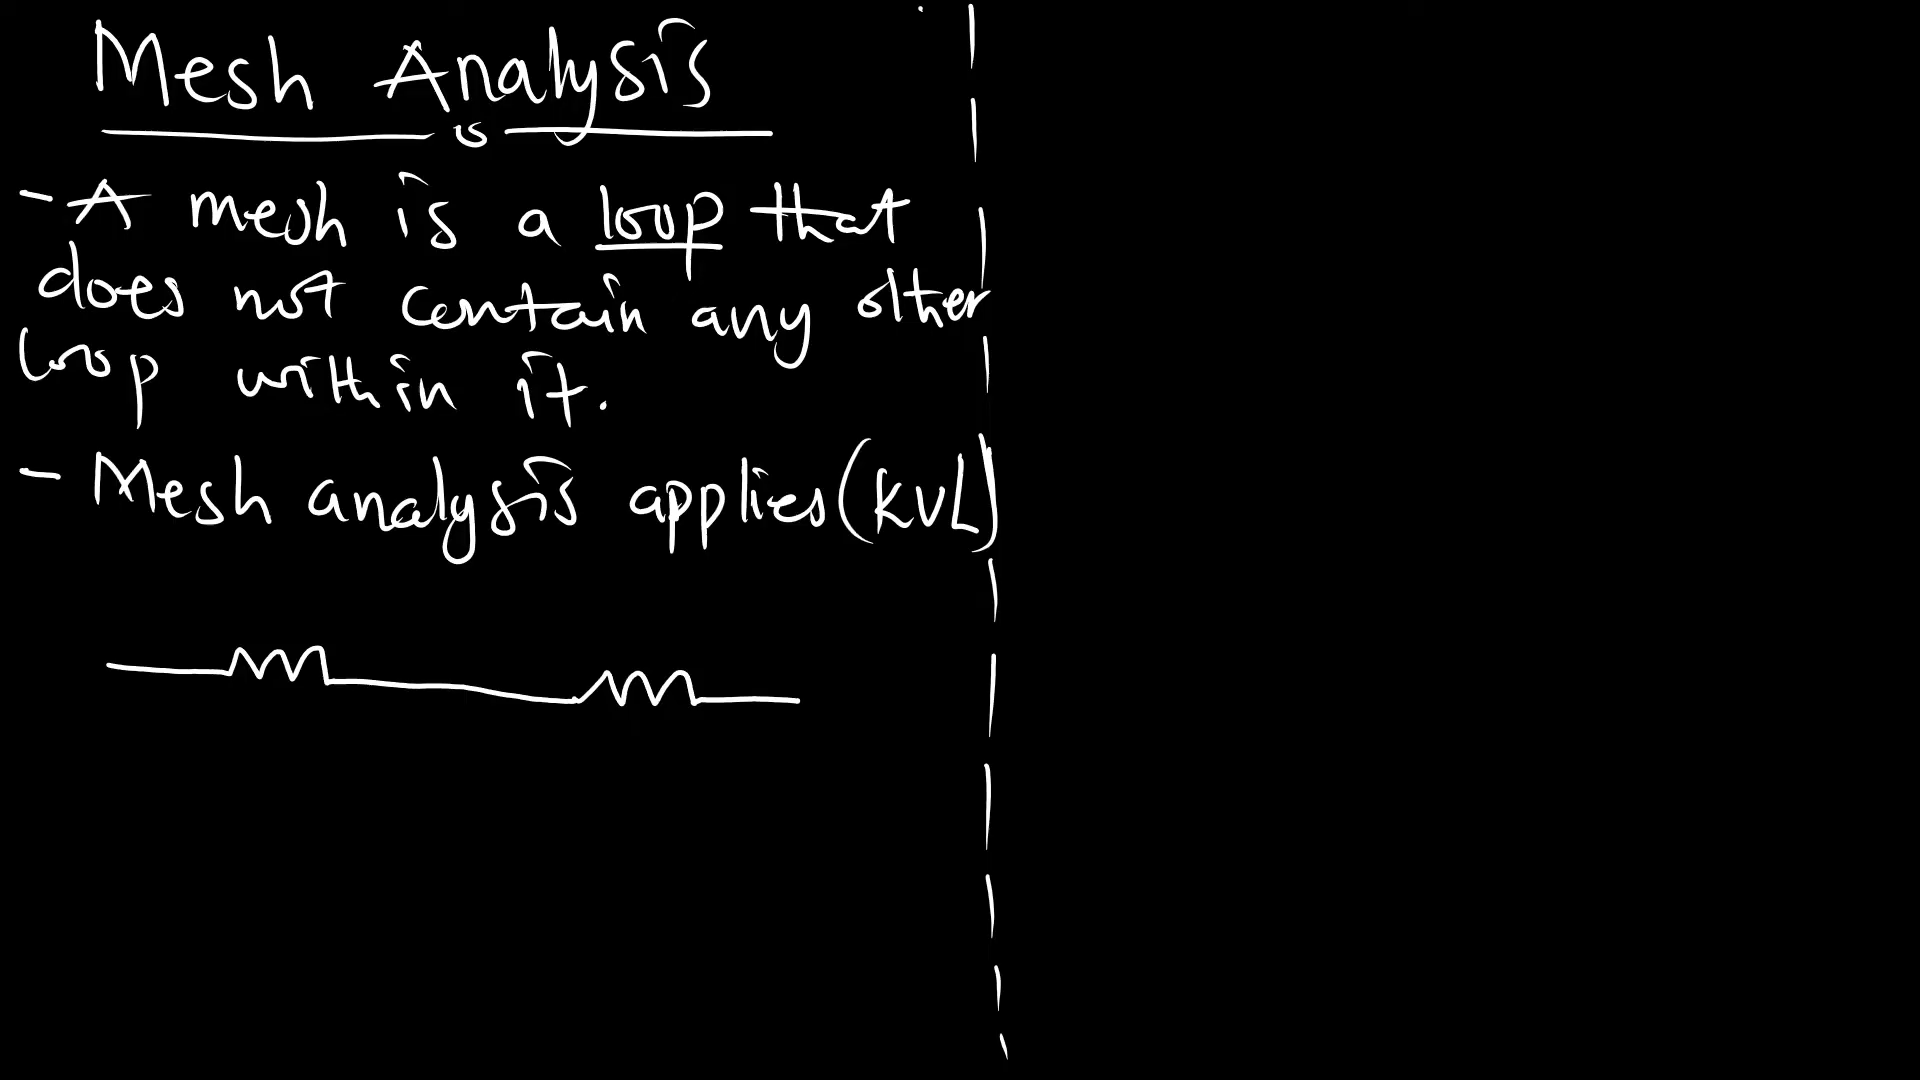 Mesh Analysis
- A mesh is a loop that
does not contain any other
loop within it.
- Mesh analysis applies (KVL)